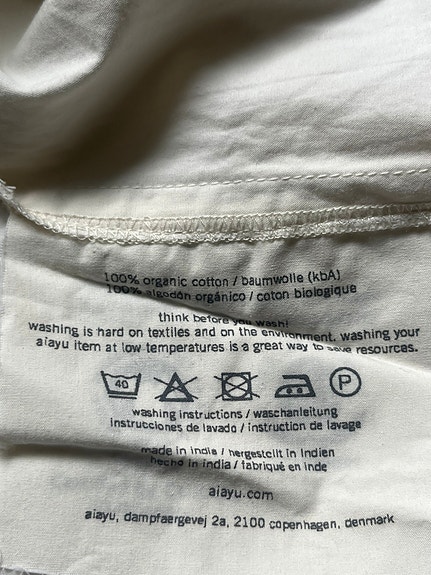 100% organic cotton / baumwolle (kbA)
100% algodón orgánico / coton biologique
think before you wash!
washing is hard on textiles and on the environment. washing your
aiayu item at low temperatures is a great way to save resources.
40 P
washing instructions / waschanleitung
instrucciones de lavado / instruction de lavage
made in india / hergestellt in indien
hecho in india / fabriqué en inde
aiayu.com
aiayu, dampfaergevej 2a, 2100 copenhagen, denmark